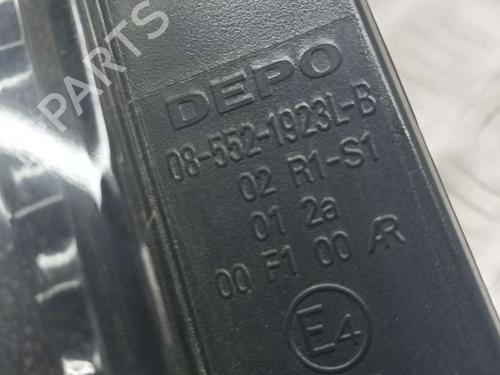 PARTS
DEPO
08-552-1923L-B
02 R1-S1
01 2a
00 F1 00 AR
E4